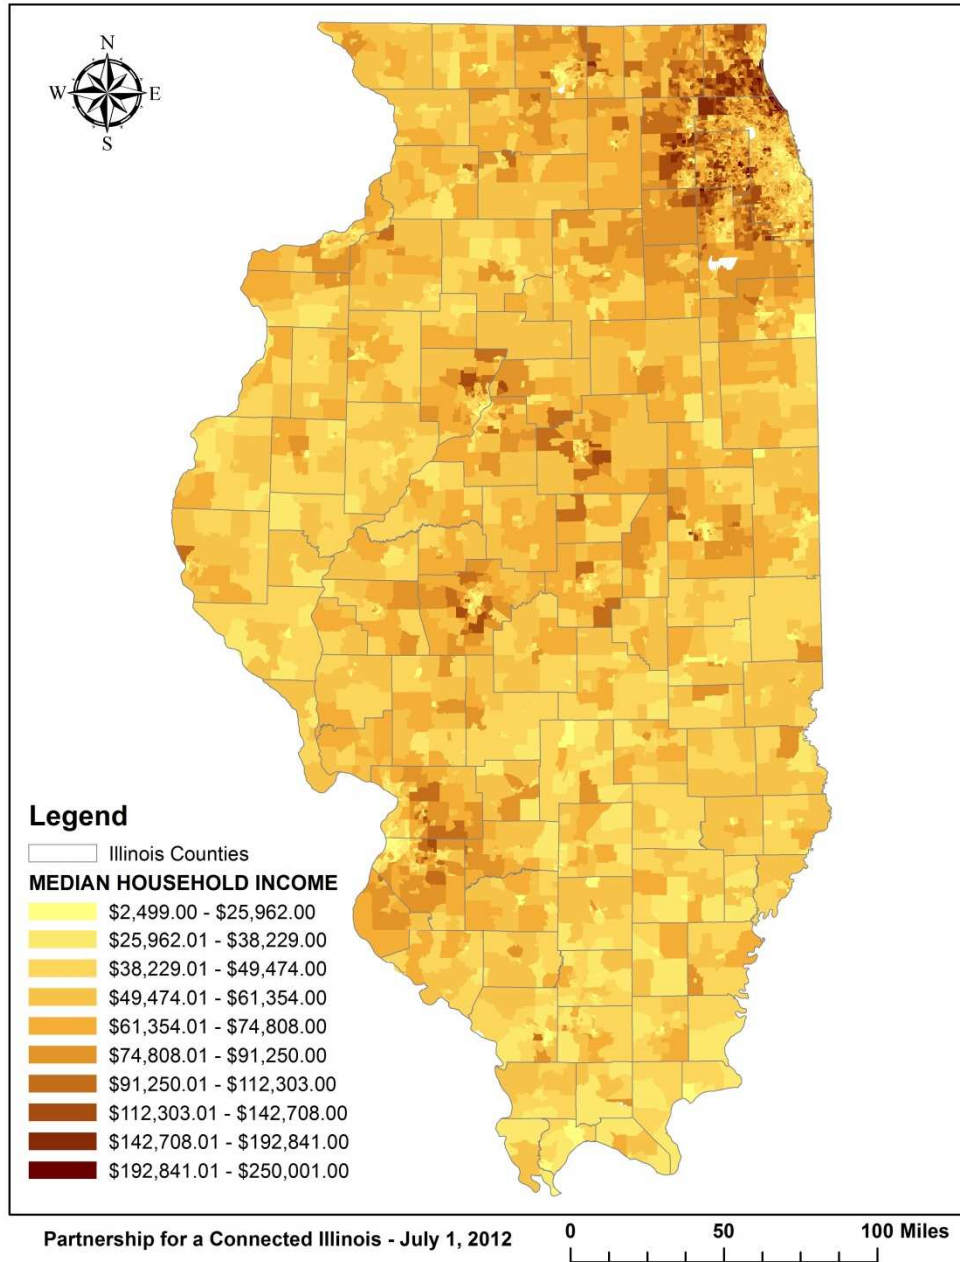 N
W E
S
Legend
Illinois Counties
MEDIAN HOUSEHOLD INCOME
$2,499.00 - $25,962.00
$25,962.01 - $38,229.00
$38,229.01 - $49,474.00
$49,474.01 - $61,354.00
$61,354.01 - $74,808.00
$74,808.01 - $91,250.00
$91,250.01 - $112,303.00
$112,303.01 - $142,708.00
$142,708.01 - $192,841.00
$192,841.01 - $250,001.00
Partnership for a Connected Illinois - July 1, 2012
0 50 100 Miles